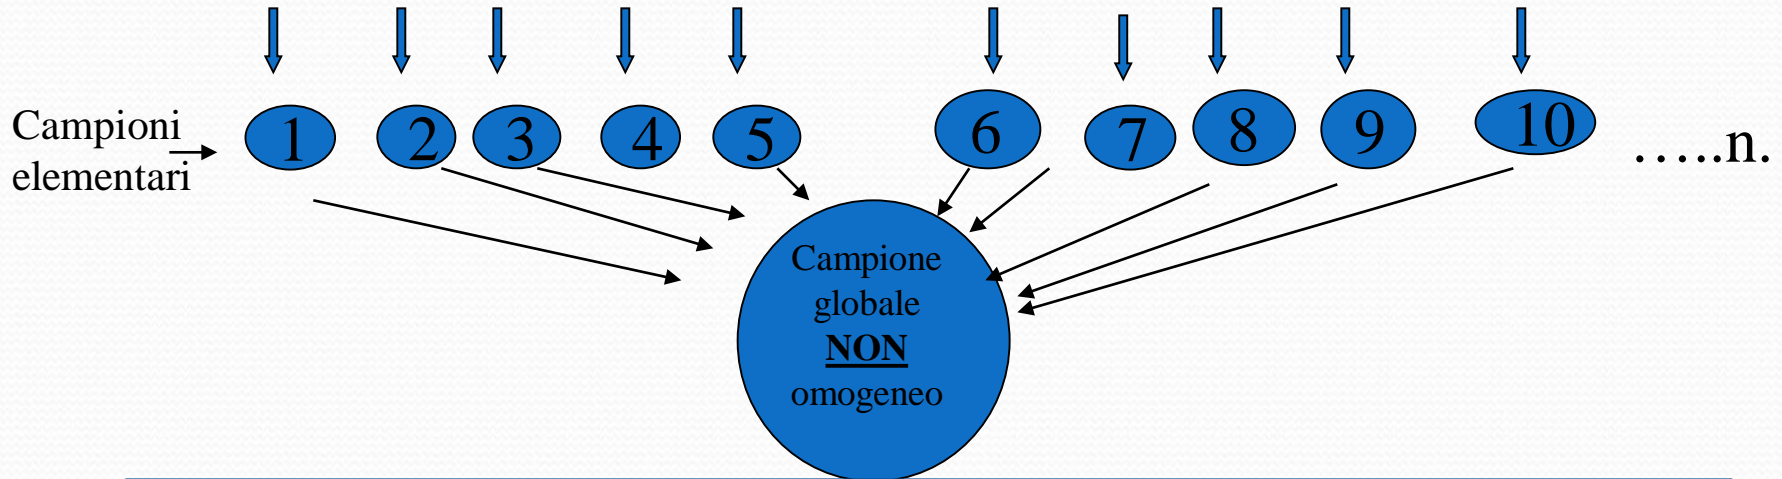 Campioni
elementari
1 2 3 4 5 6 7 8 9 10 …..n.
Campione
globale
NON
omogeneo